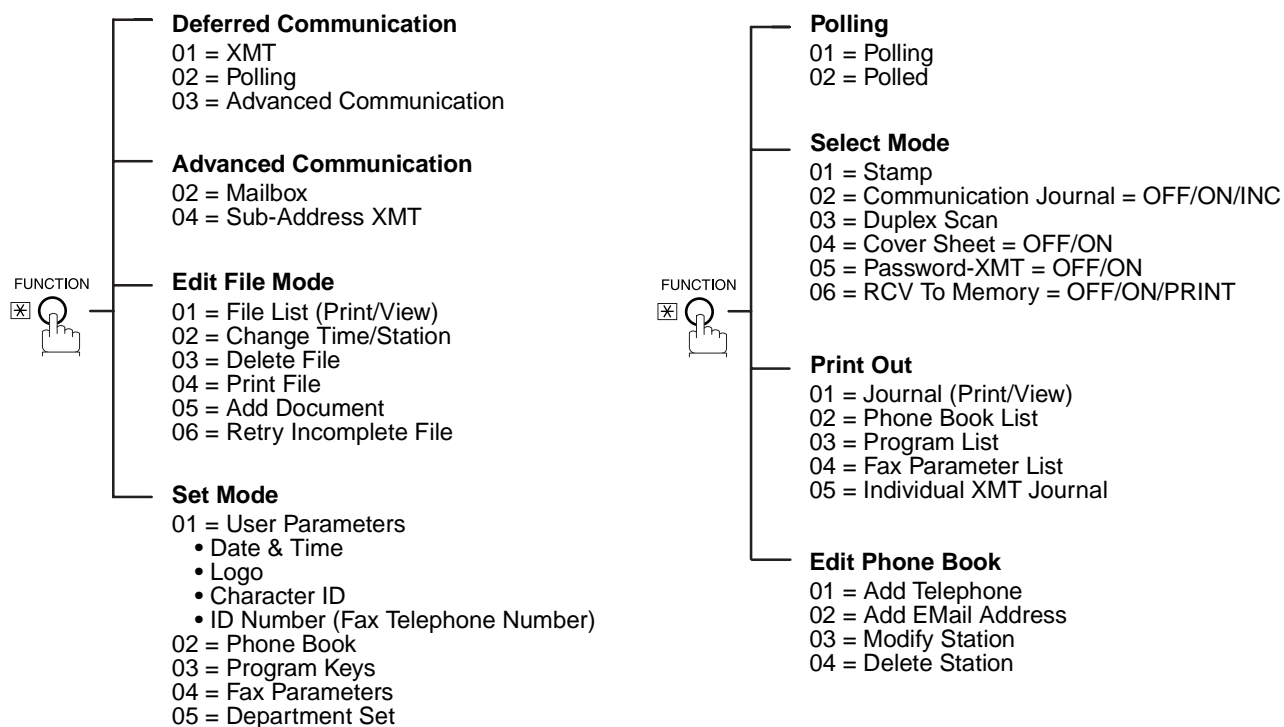 Deferred Communication
01 = XMT
02 = Polling
03 = Advanced Communication
Advanced Communication
02 = Mailbox
04 = Sub-Address XMT
FUNCTION
Edit File Mode
01 = File List (Print/View)
02 = Change Time/Station
03 = Delete File
04 = Print File
05 = Add Document
06 = Retry Incomplete File
Set Mode
01 = User Parameters
• Date & Time
• Logo
• Character ID
• ID Number (Fax Telephone Number)
02 = Phone Book
03 = Program Keys
04 = Fax Parameters
05 = Department Set
Polling
01 = Polling
02 = Polled
Select Mode
01 = Stamp
02 = Communication Journal = OFF/ON/INC
03 = Duplex Scan
04 = Cover Sheet = OFF/ON
05 = Password-XMT = OFF/ON
06 = RCV To Memory = OFF/ON/PRINT
FUNCTION
Print Out
01 = Journal (Print/View)
02 = Phone Book List
03 = Program List
04 = Fax Parameter List
05 = Individual XMT Journal
Edit Phone Book
01 = Add Telephone
02 = Add EMail Address
03 = Modify Station
04 = Delete Station